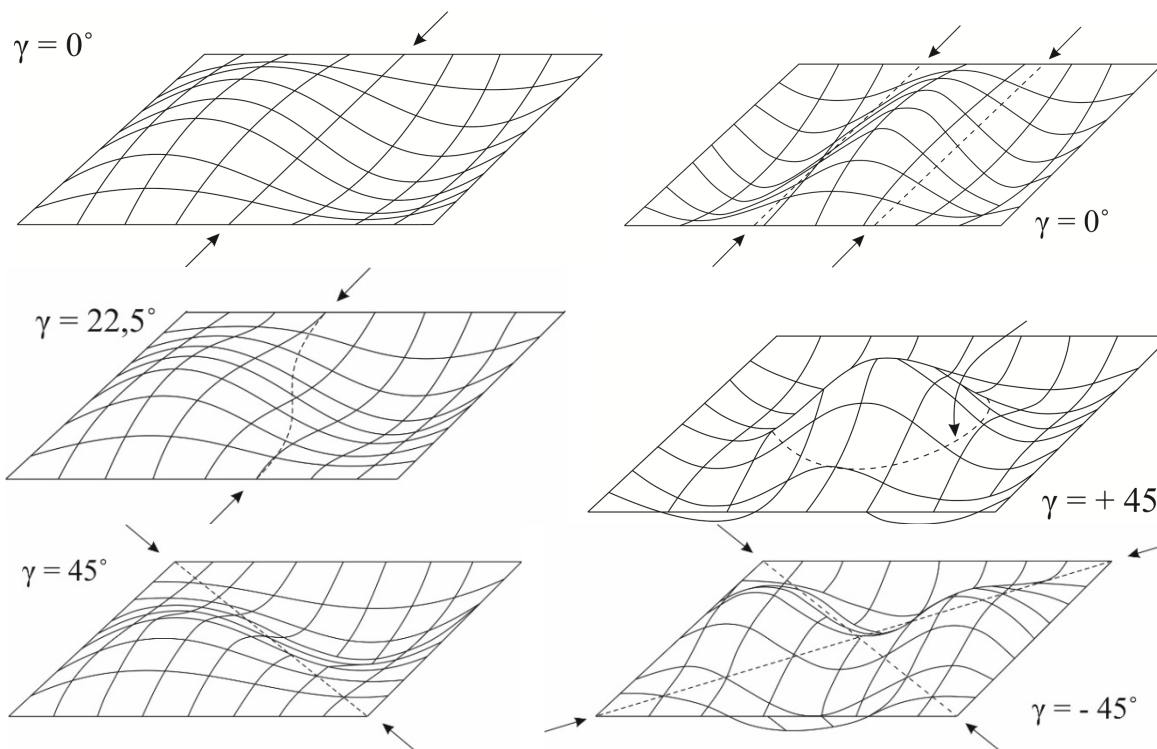 γ = 0˚
γ = 0˚
γ = 22,5˚
γ = + 45
γ = 45˚
γ = - 45˚